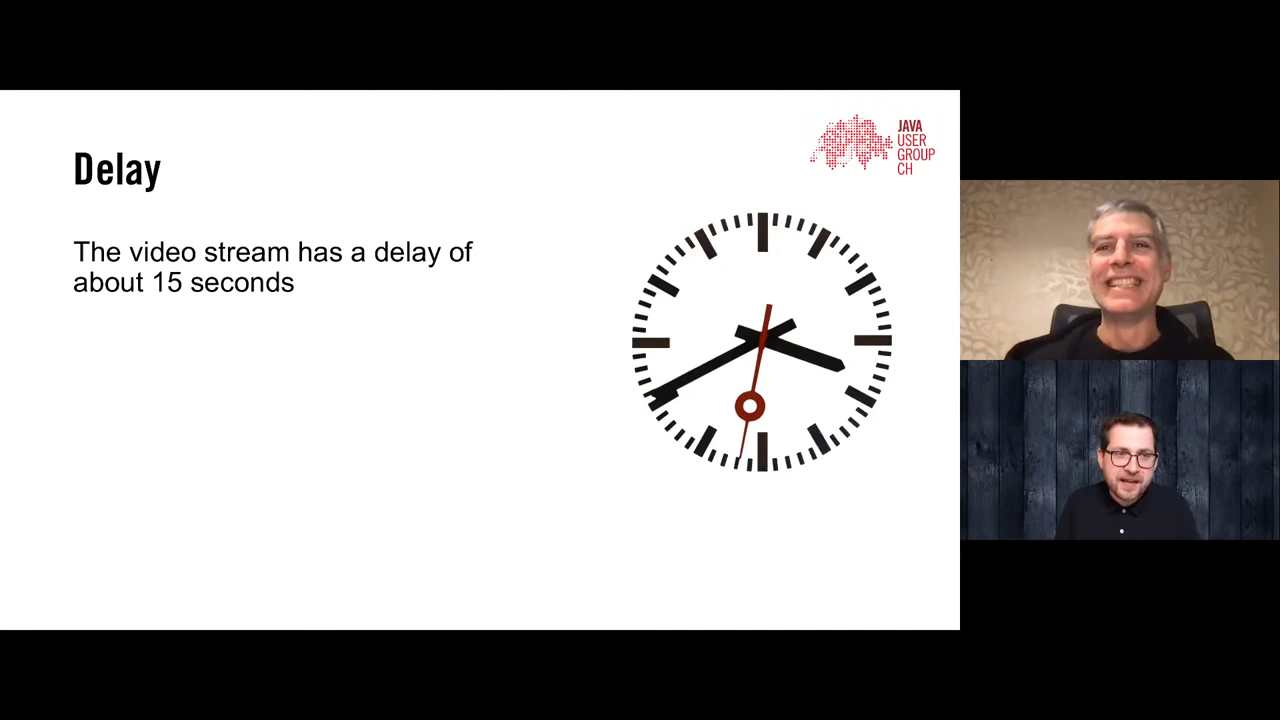 Delay
JAVA
USER
GROUP
CH
The video stream has a delay of
about 15 seconds